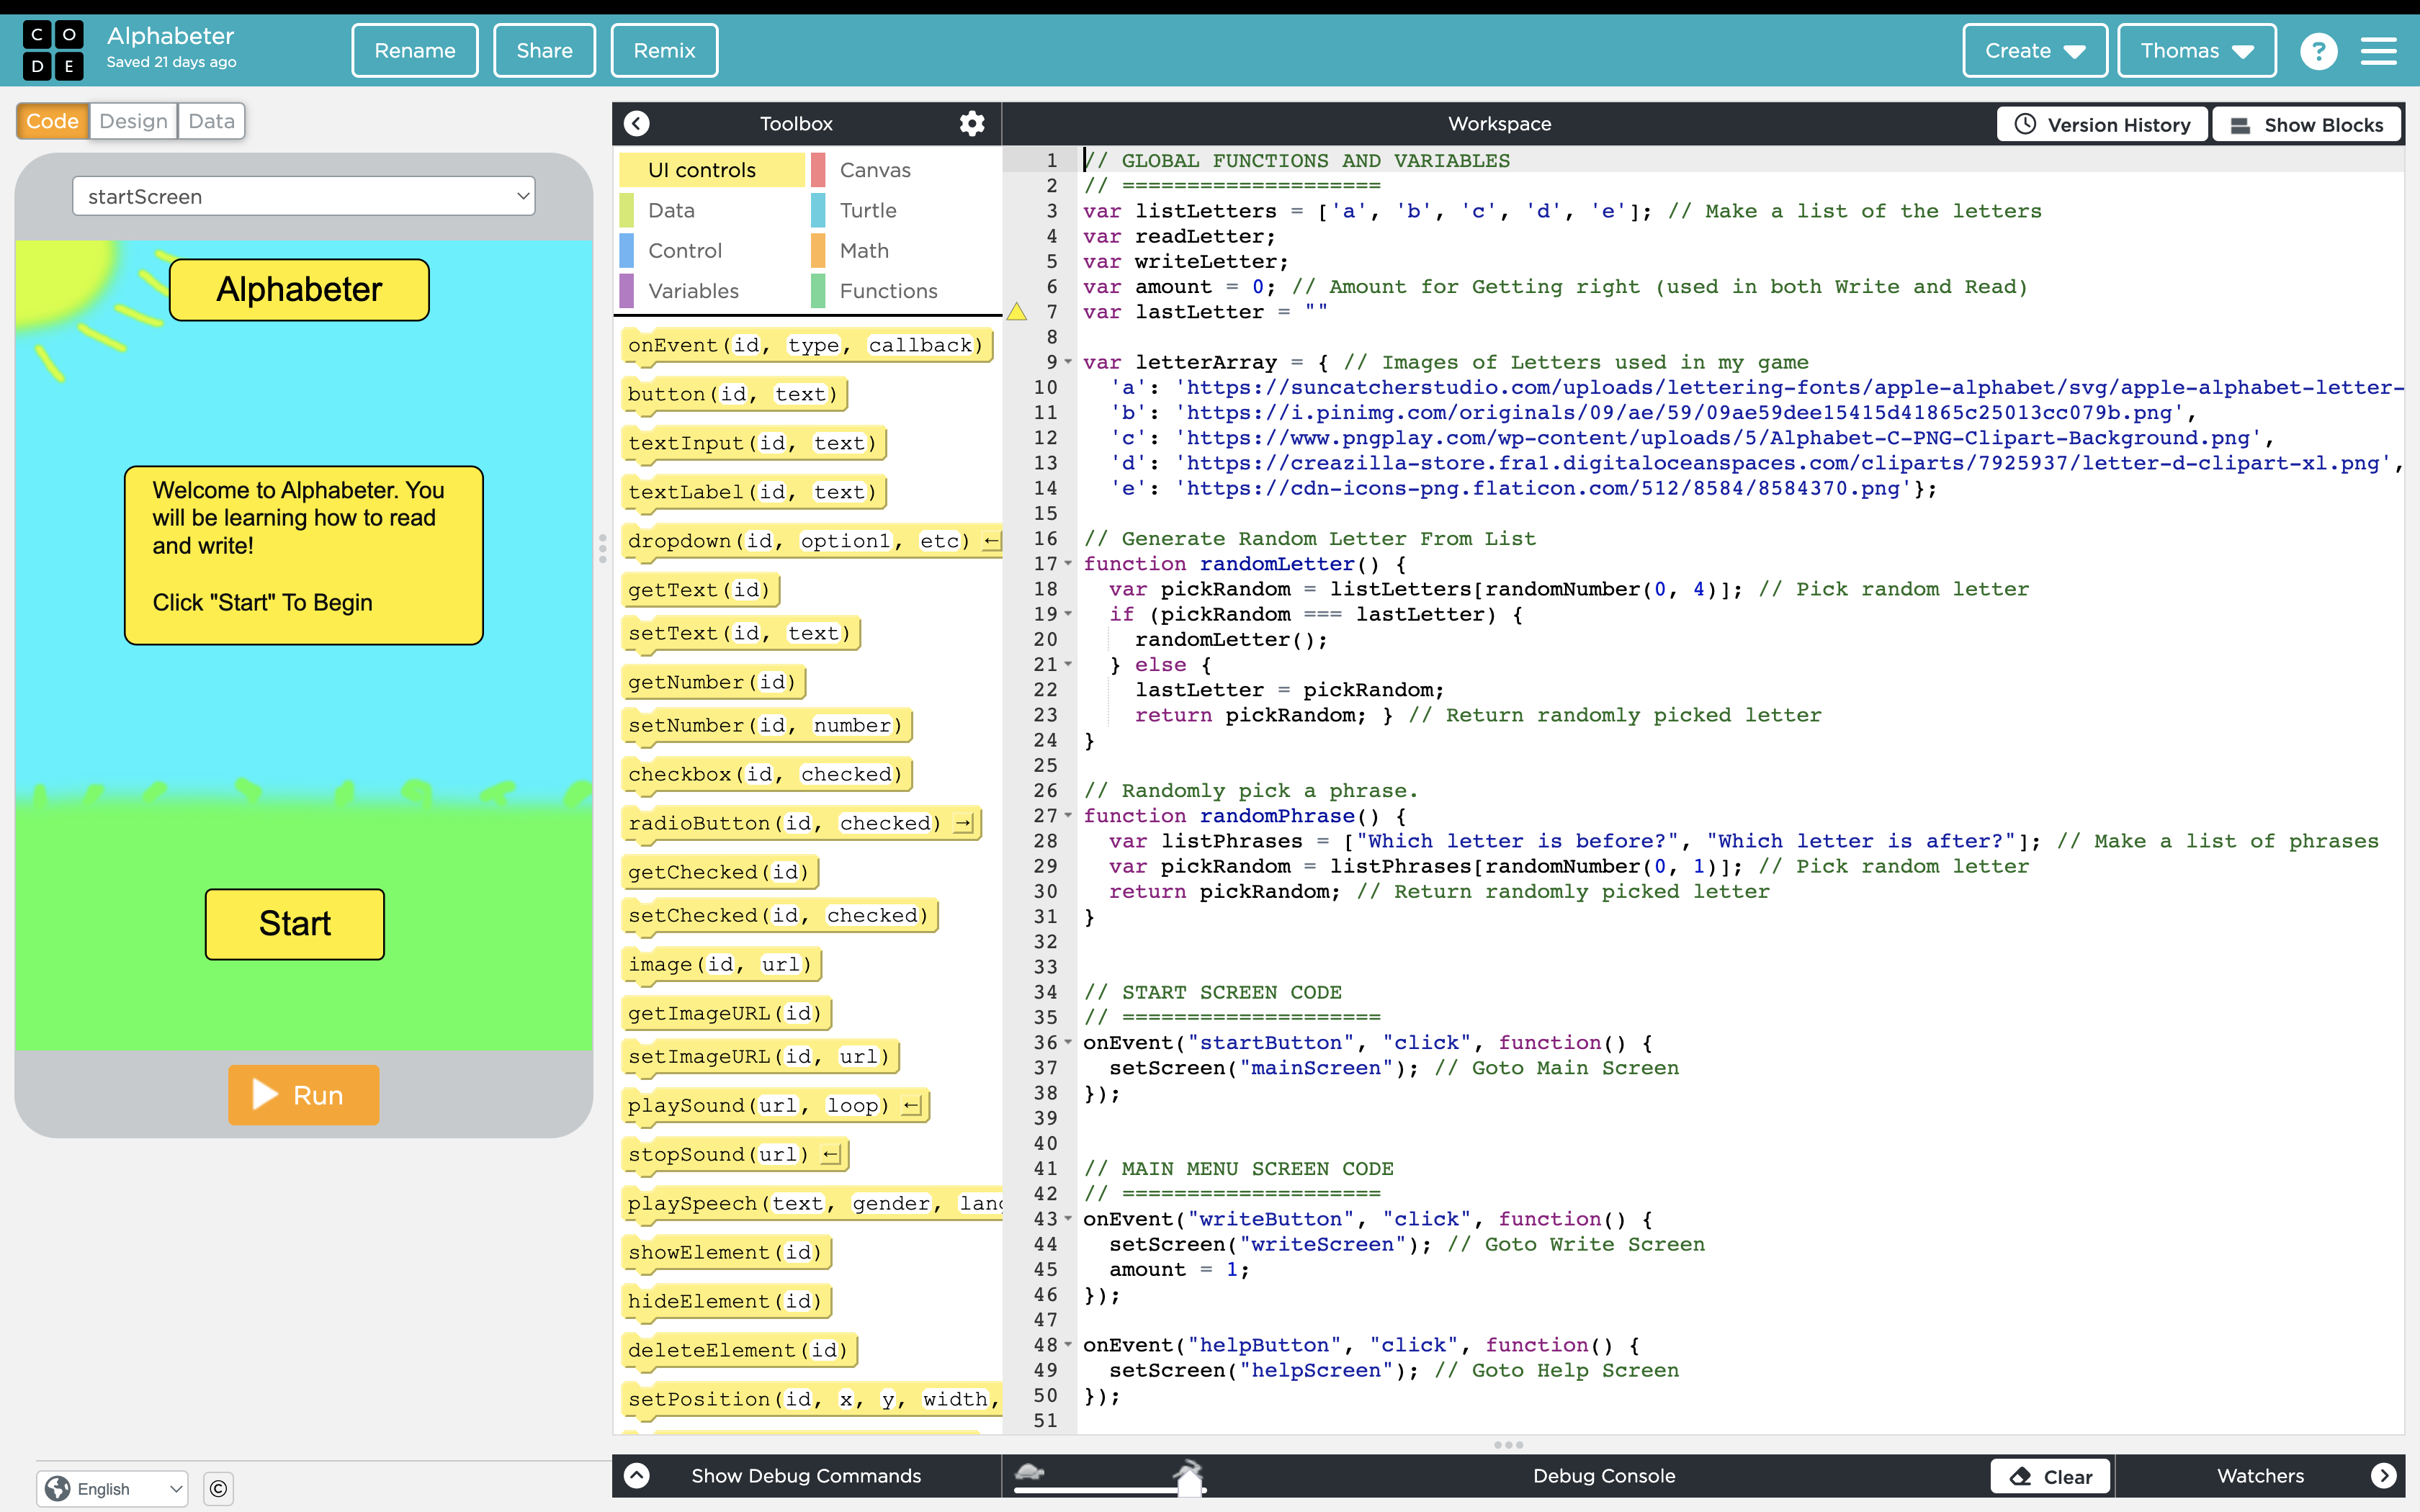 CODE
Alphabeter
Saved 21 days ago
Rename
Share
Remix
Create
Thomas
?
Code
Design
Data
startScreen
Alphabeter
Welcome to Alphabeter. You
will be learning how to read
and write!
Click "Start" To Begin
Start
Run
English
©
Toolbox
UI controls
Canvas
Data
Turtle
Control
Math
Variables
Functions
onEvent(id, type, callback)
button(id, text)
textInput(id, text)
textLabel(id, text)
dropdown(id, option1, etc) ←
getText(id)
setText(id, text)
getNumber(id)
setNumber(id, number)
checkbox(id, checked)
radioButton(id, checked) →
getChecked(id)
setChecked(id, checked)
image(id, url)
getImageURL(id)
setImageURL(id, url)
playSound(url, loop) ←
stopSound(url) ←
playSpeech(text, gender, lang
showElement(id)
hideElement(id)
deleteElement(id)
setPosition(id, x, y, width,
Show Debug Commands
Workspace
Version History
Show Blocks
1 // GLOBAL FUNCTIONS AND VARIABLES
2 // ====================
3 var listLetters = ['a', 'b', 'c', 'd', 'e']; // Make a list of the letters
4 var readLetter;
5 var writeLetter;
6 var amount = 0; // Amount for Getting right (used in both Write and Read)
7 var lastLetter = ""
8
9 var letterArray = { // Images of Letters used in my game
10 'a': 'https://suncatcherstudio.com/uploads/lettering-fonts/apple-alphabet/svg/apple-alphabet-letter-
11 'b': 'https://i.pinimg.com/originals/09/ae/59/09ae59dee15415d41865c25013cc079b.png',
12 'c': 'https://www.pngplay.com/wp-content/uploads/5/Alphabet-C-PNG-Clipart-Background.png',
13 'd': 'https://creazilla-store.fra1.digitaloceanspaces.com/cliparts/7925937/letter-d-clipart-xl.png',
14 'e': 'https://cdn-icons-png.flaticon.com/512/8584/8584370.png'};
15
16 // Generate Random Letter From List
17 function randomLetter() {
18 var pickRandom = listLetters[randomNumber(0, 4)]; // Pick random letter
19 if (pickRandom === lastLetter) {
20 randomLetter();
21 } else {
22 lastLetter = pickRandom;
23 return pickRandom; } // Return randomly picked letter
24 }
25
26 // Randomly pick a phrase.
27 function randomPhrase() {
28 var listPhrases = ["Which letter is before?", "Which letter is after?"]; // Make a list of phrases
29 var pickRandom = listPhrases[randomNumber(0, 1)]; // Pick random letter
30 return pickRandom; // Return randomly picked letter
31 }
32
33
34 // START SCREEN CODE
35 // ====================
36 onEvent("startButton", "click", function() {
37 setScreen("mainScreen"); // Goto Main Screen
38 });
39
40
41 // MAIN MENU SCREEN CODE
42 // ====================
43 onEvent("writeButton", "click", function() {
44 setScreen("writeScreen"); // Goto Write Screen
45 amount = 1;
46 });
47
48 onEvent("helpButton", "click", function() {
49 setScreen("helpScreen"); // Goto Help Screen
50 });
51
Debug Console
Clear
Watchers